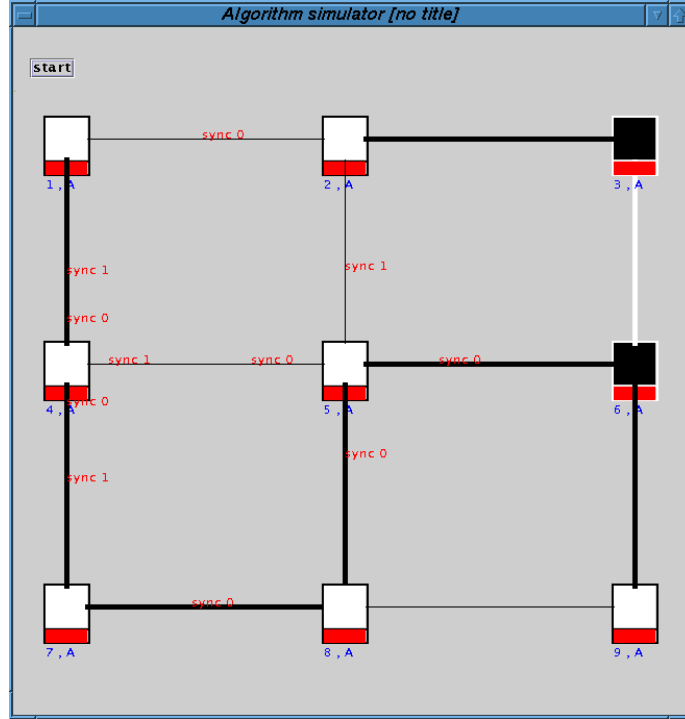 Algorithm simulator [no title]
start
sync 0
1 , A
2 , A
3 , A
sync 1
sync 1
sync 0
sync 1
sync 0
sync 0
4 , A
sync 0
5 , A
6 , A
sync 0
sync 1
sync 0
7 , A
8 , A
9 , A